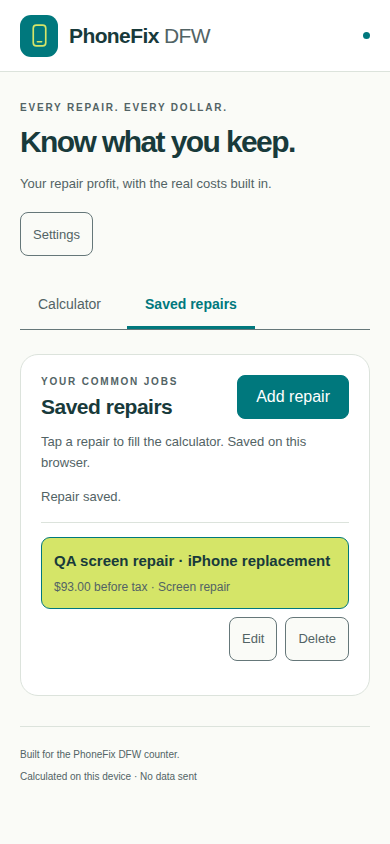 PhoneFix DFW
EVERY REPAIR. EVERY DOLLAR.
Know what you keep.
Your repair profit, with the real costs built in.
Settings
Calculator
Saved repairs
YOUR COMMON JOBS
Saved repairs
Add repair
Tap a repair to fill the calculator. Saved on this
browser.
Repair saved.
QA screen repair · iPhone replacement
$93.00 before tax · Screen repair
Edit
Delete
Built for the PhoneFix DFW counter.
Calculated on this device · No data sent